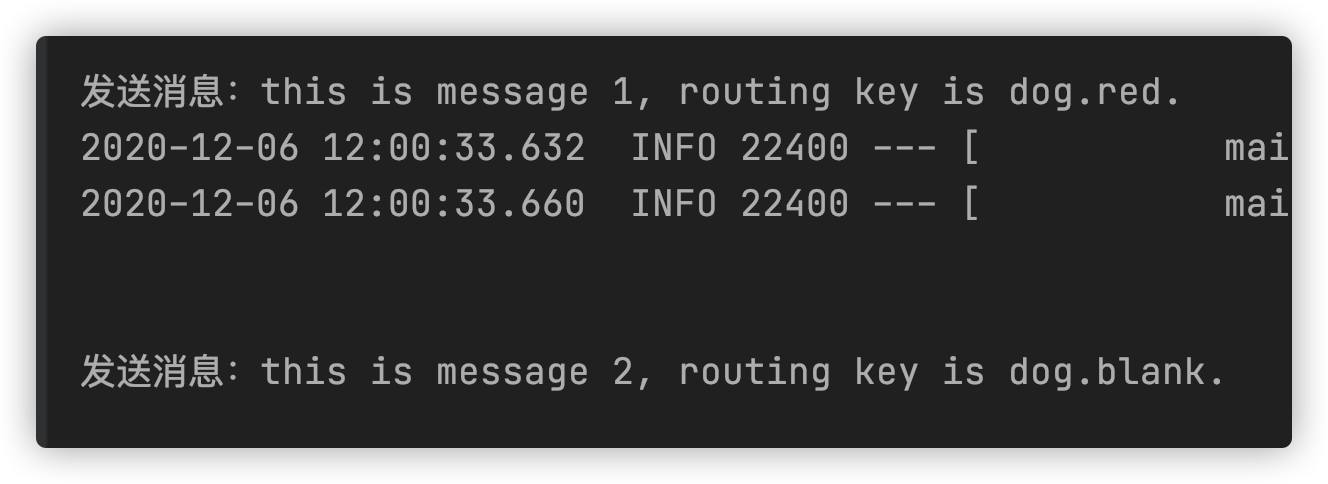 发送消息：this is message 1, routing key is dog.red.
2020-12-06 12:00:33.632  INFO 22400 --- [           mai
2020-12-06 12:00:33.660  INFO 22400 --- [           mai
发送消息：this is message 2, routing key is dog.blank.